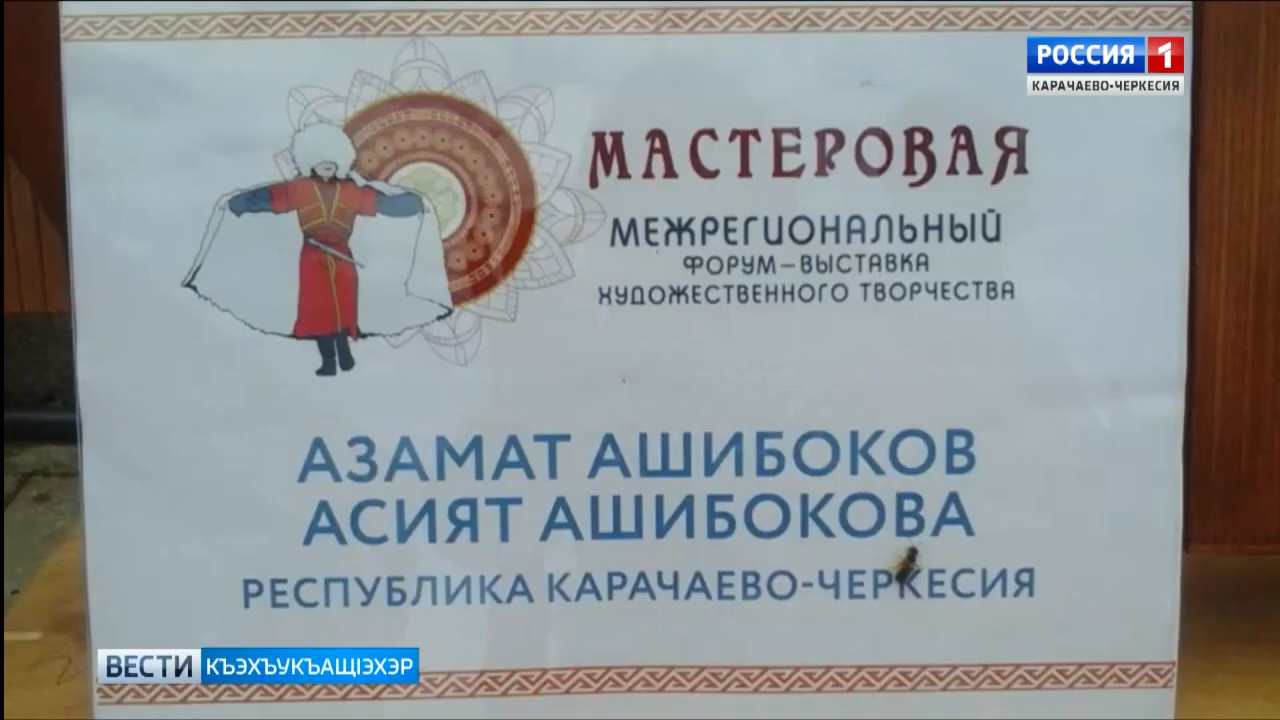 РОССИЯ 1
КАРАЧАЕВО-ЧЕРКЕСИЯ
МАСТЕРОВАЯ
МЕЖРЕГИОНАЛЬНЫЙ
ФОРУМ–ВЫСТАВКА
ХУДОЖЕСТВЕННОГО ТВОРЧЕСТВА
АЗАМАТ АШИБОКОВ
АСИЯТ АШИБОКОВА
РЕСПУБЛИКА КАРАЧАЕВО-ЧЕРКЕСИЯ
ВЕСТИ КЪЭХЪУКЪАЩIЭХЭР